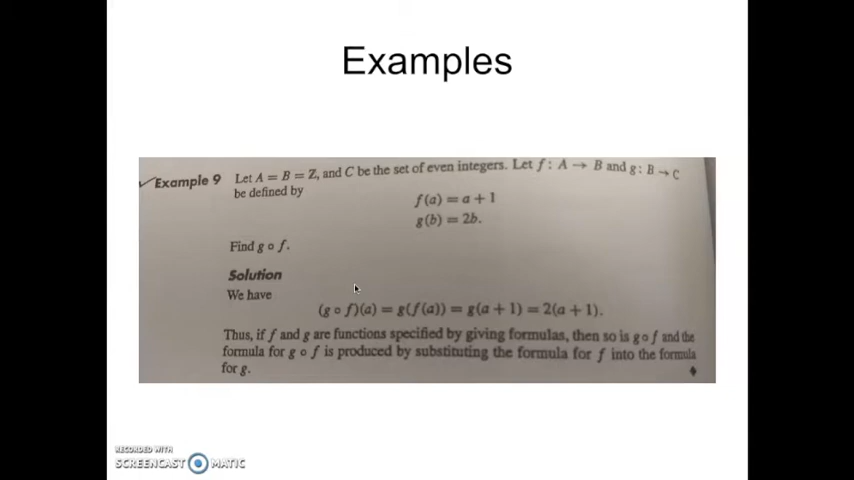 Examples
Example 9 Let A = B = Z, and C be the set of even integers. Let f : A → B and g : B → C
be defined by
f(a) = a + 1
g(b) = 2b.
Find g ∘ f.
Solution
We have
(g ∘ f)(a) = g(f(a)) = g(a + 1) = 2(a + 1).
Thus, if f and g are functions specified by giving formulas, then so is g ∘ f and the
formula for g ∘ f is produced by substituting the formula for f into the formula
for g.
RECORDED WITH
SCREENCAST MATIC